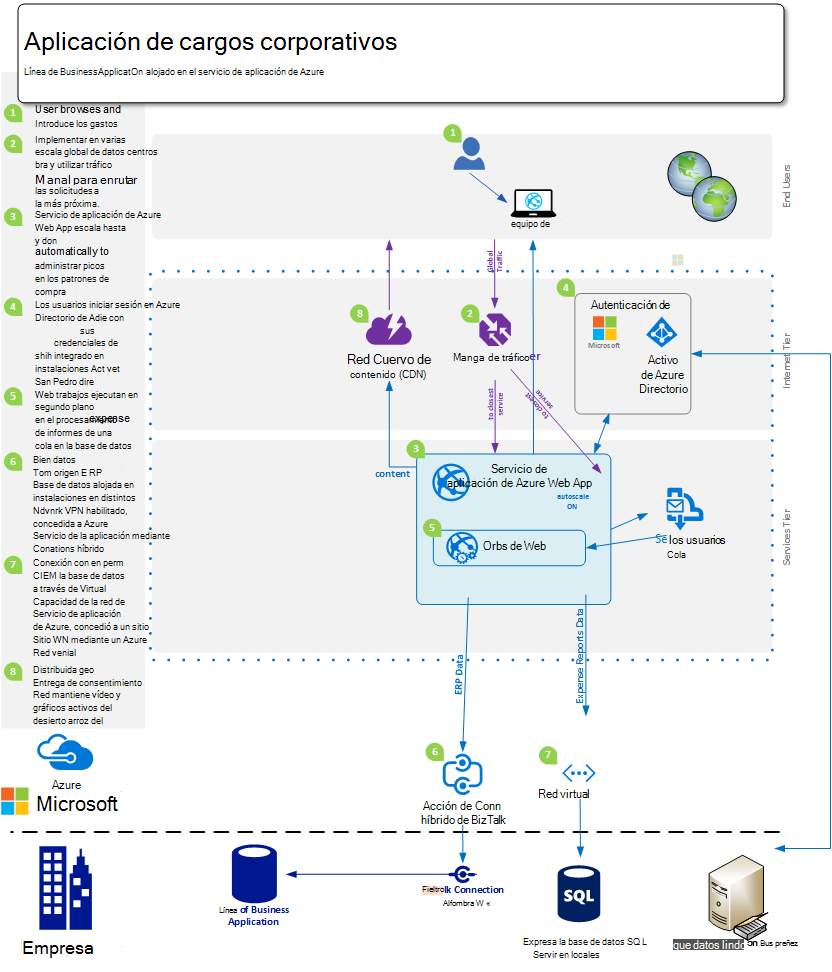 Aplicación de cargos corporativos
Línea de BusinessApplicatOn alojado en el servicio de aplicación de Azure
1
User browses and
Introduce los gastos
2
Implementar en varias
escala global de datos centros
bra y utilizar tráfico
Manal para enrutar
las solicitudes a
la más próxima.
3
Servicio de aplicación de Azure
Web App escala hasta
y don
automatically to
administrar picos
en los patrones de
compra
4
Los usuarios iniciar sesión en Azure
Directorio de Adie con
sus
credenciales de
shih integrado en
instalaciones Act vet
San Pedro dire
5
Web trabajos ejecutan en
segundo plano
en el procesamiento
expense
de informes de una
cola en la base de datos
6
Bien datos
Tom origen E RP
Base de datos alojada en
instalaciones en distintos
Ndvnrk VPN habilitado,
concedida a Azure
Servicio de la aplicación mediante
Conations híbrido
7
Conexión con en perm
CIEM la base de datos
a través de Virtual
Capacidad de la red de
Servicio de aplicación
de Azure, concedió a un sitio
Sitio WN mediante un Azure
Red venial
8
Distribuida geo
Entrega de consentimiento
Red mantiene vídeo y
gráficos activos del
desierto arroz del
Azure
Microsoft
Empresa
1
equipo de
End Users
Global
Traffic
8
Red Cuervo de
contenido (CDN)
2
Manga de tráfico
er
4
Autenticación de
Microsoft
Activo
de Azure
Directorio
Internet Tier
to closest
service
to closest
service
content
3
Servicio de
aplicación de Azure Web App
autoscale
ON
5
Orbs de Web
Se los usuarios
Cola
Services Tier
ERP Data
Expense Reports Data
6
Acción de Conn
híbrido de BizTalk
7
Red virtual
Línea of Business
Application
Fieltrolk Connection
Alfombra W «
SQL
Expresa la base de datos SQL
Servir en locales
que datos lindo on Bus preñez